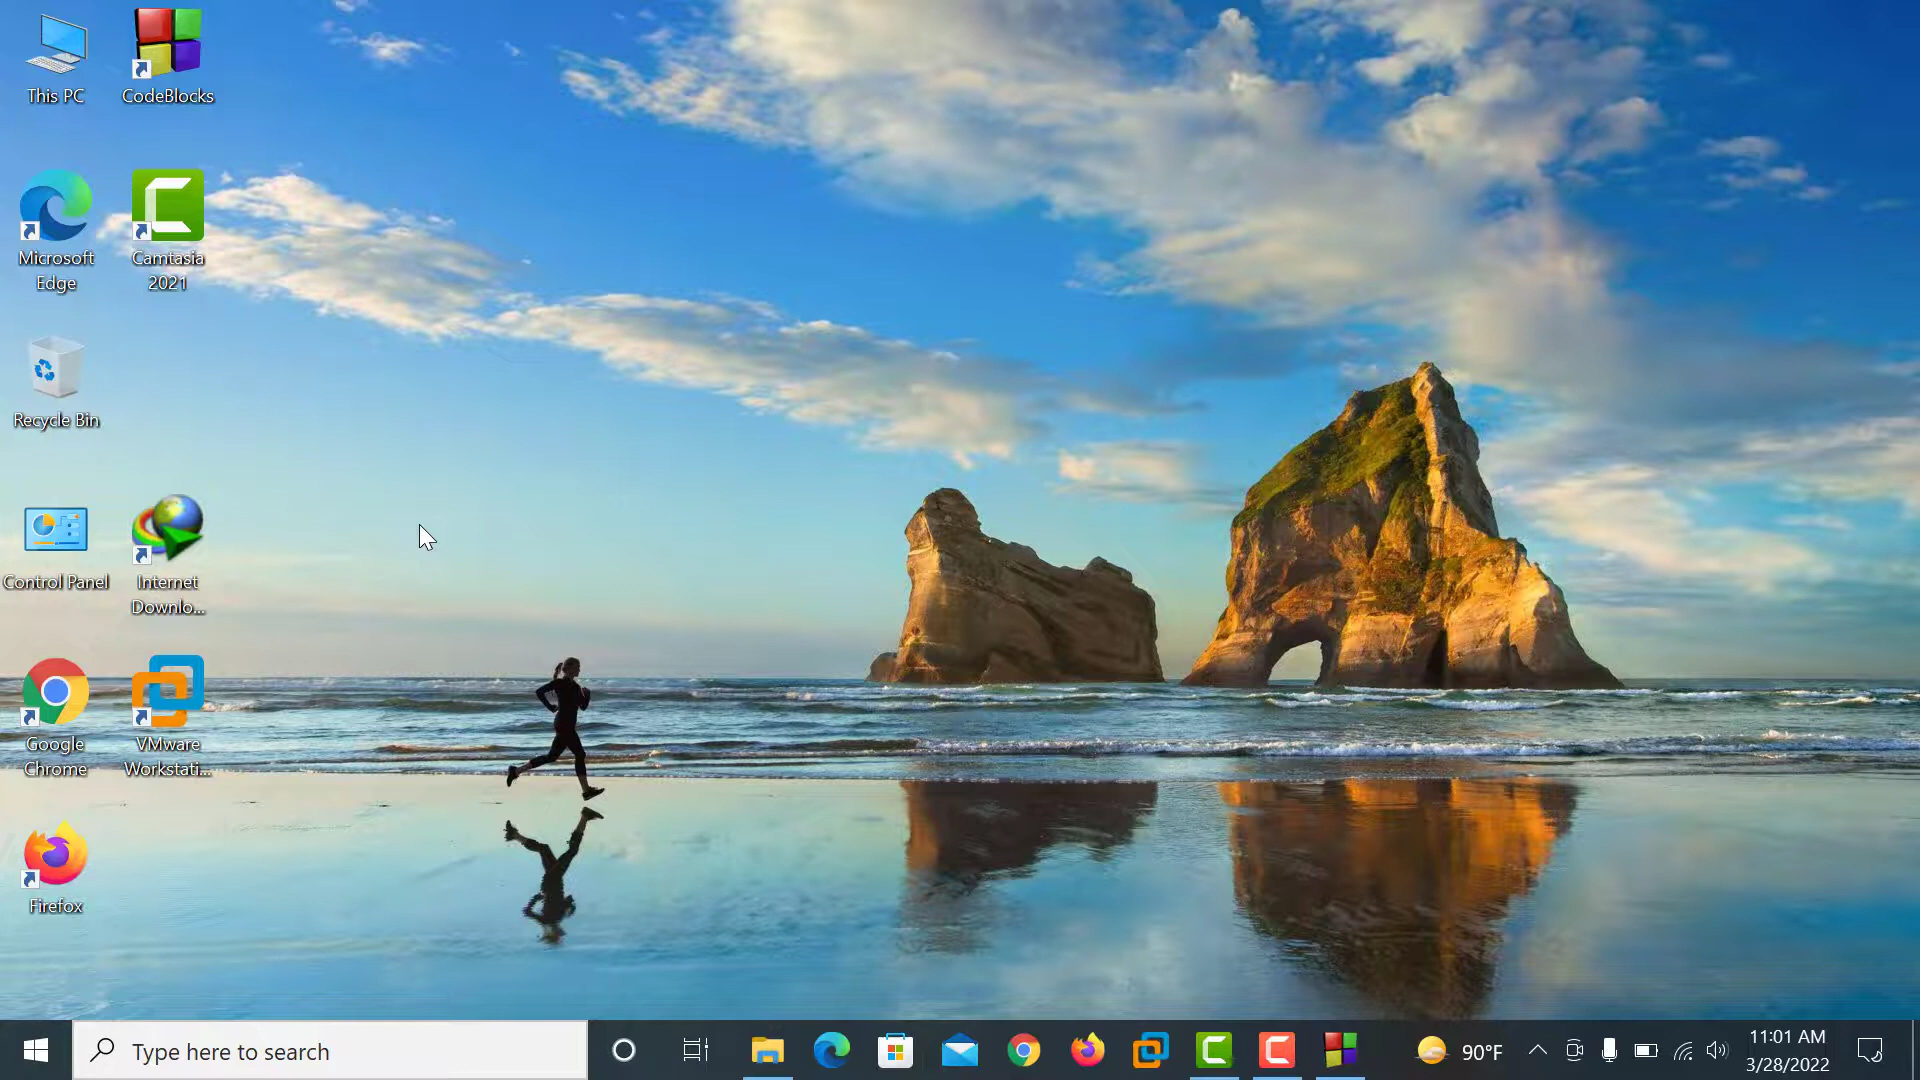 This PC
CodeBlocks
Microsoft
Edge
Camtasia
2021
Recycle Bin
Control Panel
Internet
Downlo...
Google
Chrome
VMware
Workstati...
Firefox
Type here to search
90°F
11:01 AM
3/28/2022